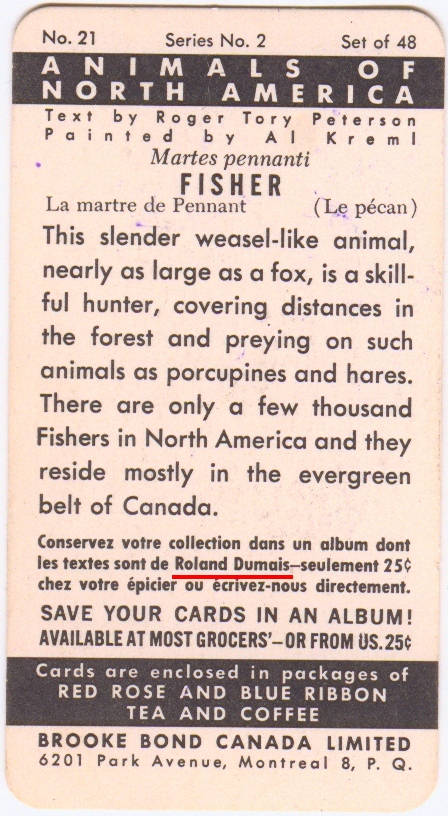 No. 21 Series No. 2 Set of 48
ANIMALS OF
NORTH AMERICA
Text by Roger Tory Peterson
Painted by Al Kreml
Martes pennanti
FISHER
La martre de Pennant (Le pécan)
This slender weasel-like animal,
nearly as large as a fox, is a skill-
ful hunter, covering distances in
the forest and preying on such
animals as porcupines and hares.
There are only a few thousand
Fishers in North America and they
reside mostly in the evergreen
belt of Canada.
Conservez votre collection dans un album dont
les textes sont de Roland Dumais—seulement 25¢
chez votre épicier ou écrivez-nous directement.
SAVE YOUR CARDS IN AN ALBUM!
AVAILABLE AT MOST GROCERS'—OR FROM US. 25¢
Cards are enclosed in packages of
RED ROSE AND BLUE RIBBON
TEA AND COFFEE
BROOKE BOND CANADA LIMITED
6201 Park Avenue, Montreal 8, P. Q.